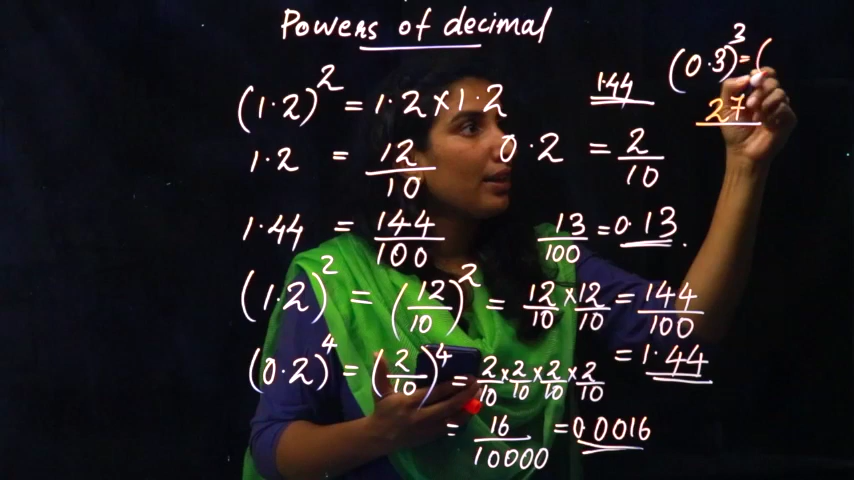 Powers of decimal
(0.3)³ = (
27
(1.2)² = 1.2 × 1.2
1.44
1.2 = 12/10
0.2 = 2/10
1.44 = 144/100
13/100 = 0.13.
(1.2)² = (12/10)² = 12/10 × 12/10 = 144/100
= 1.44
(0.2)⁴ = (2/10)⁴ = 2/10 × 2/10 × 2/10 × 2/10
= 16/10000 = 0.0016